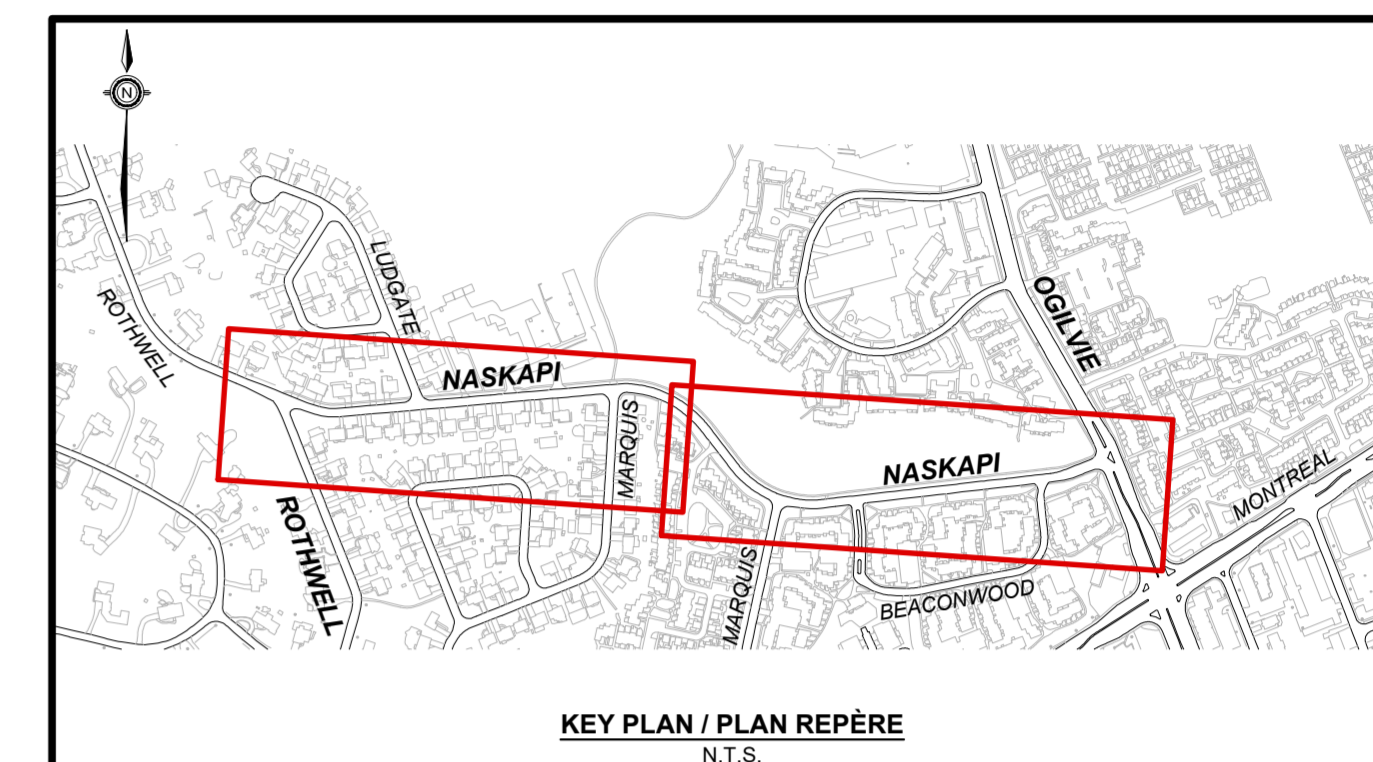 N
LUDGATE
ROTHWELL
OGILVIE
NASKAPI
MARQUIS
NASKAPI
MONTREAL
ROTHWELL
MARQUIS
BEACONWOOD
KEY PLAN / PLAN REPÈRE
N.T.S.